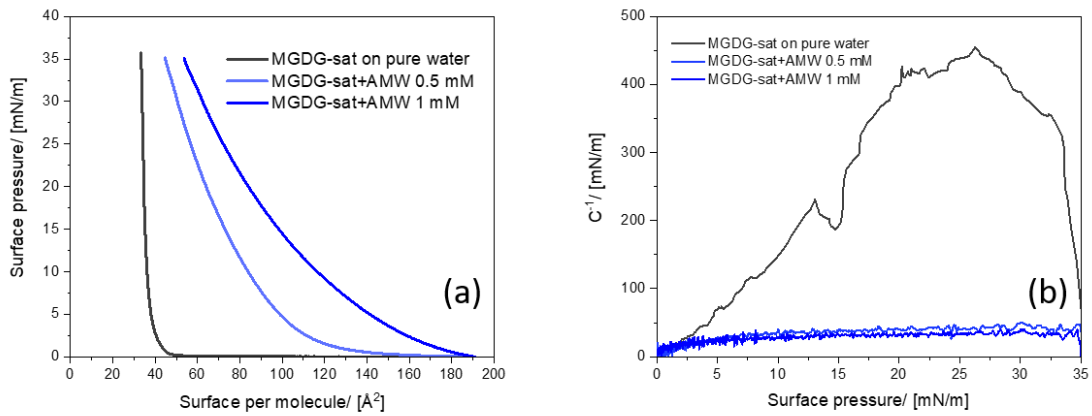 40
35
30
25
20
15
10
5
0
Surface pressure/ [mN/m]
MGDG-sat on pure water
MGDG-sat+AMW 0.5 mM
MGDG-sat+AMW 1 mM
(a)
0 20 40 60 80 100 120 140 160 180 200
Surface per molecule/ [Å²]
500
400
300
200
100
0
C⁻¹/ [mN/m]
MGDG-sat on pure water
MGDG-sat+AMW 0.5 mM
MGDG-sat+AMW 1 mM
(b)
0 5 10 15 20 25 30 35
Surface pressure/ [mN/m]